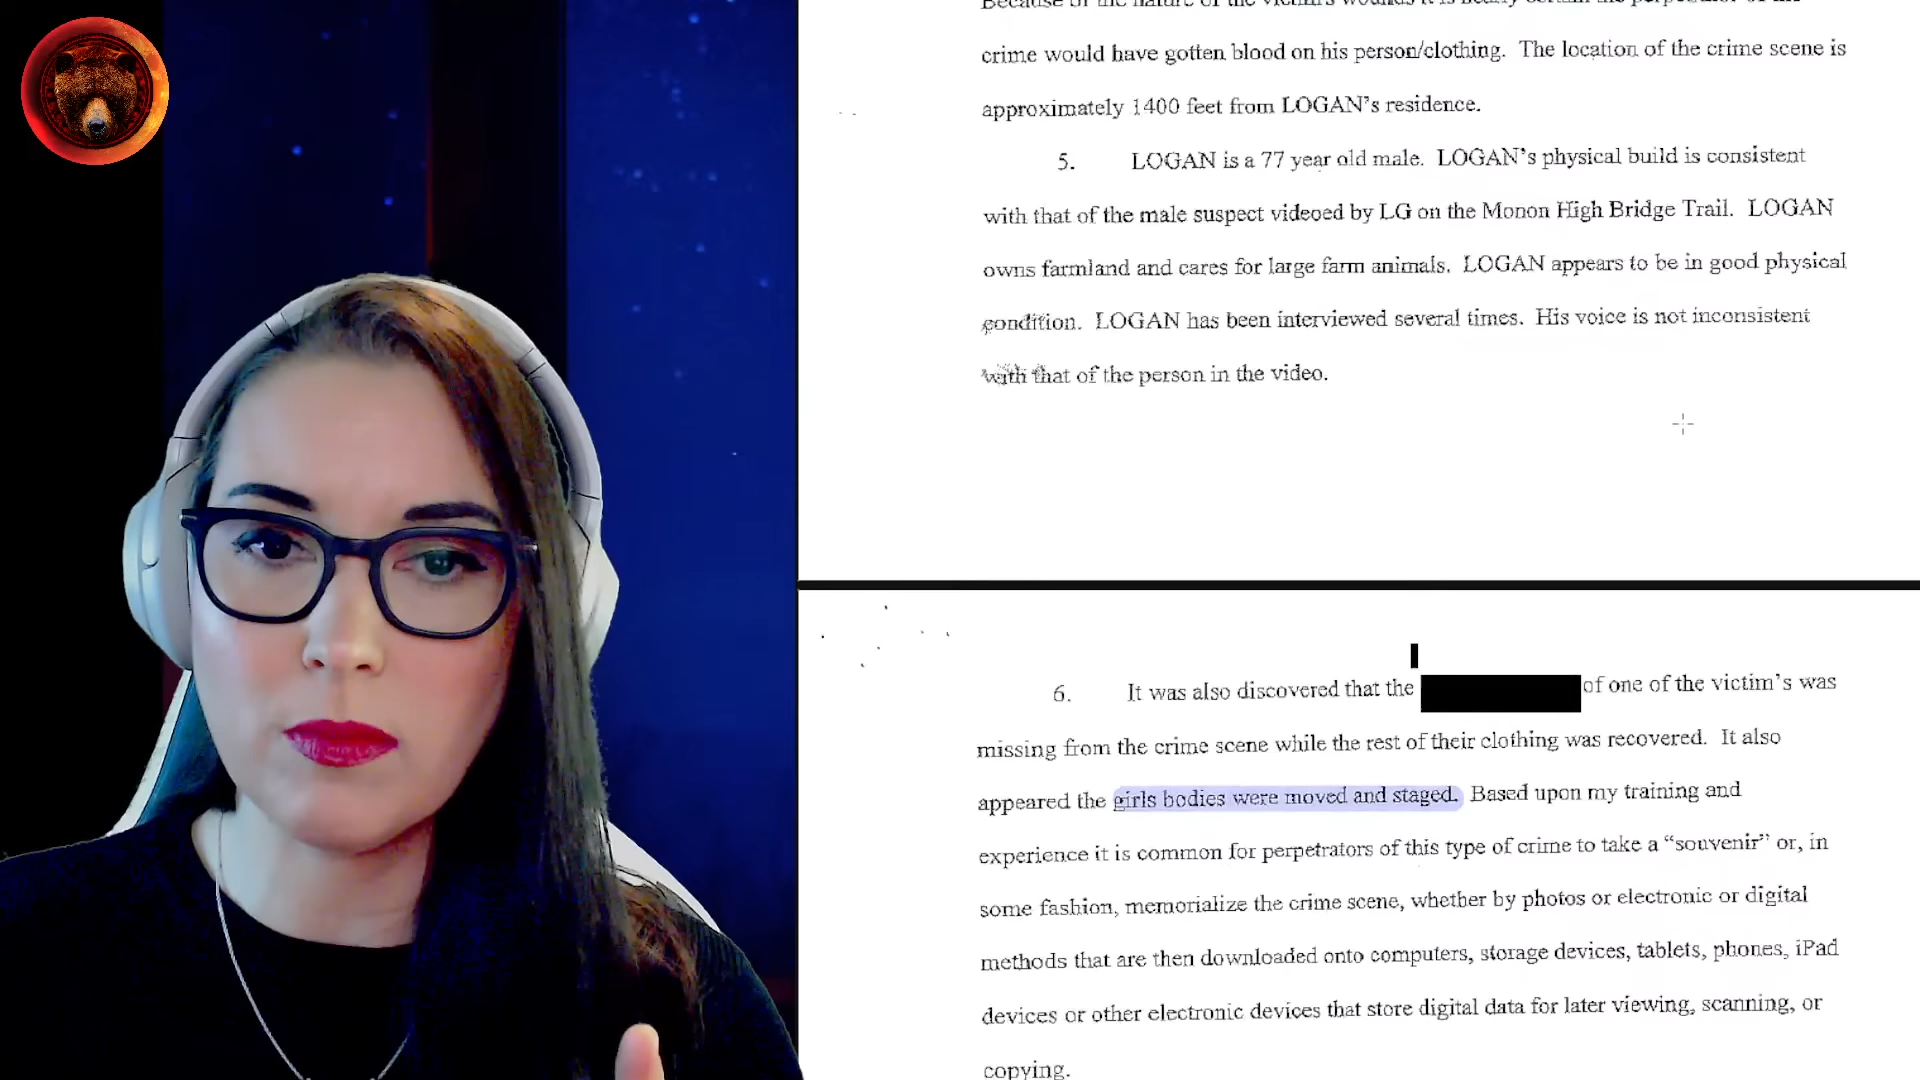 crime would have gotten blood on his person/clothing. The location of the crime scene is
approximately 1400 feet from LOGAN's residence.
5. LOGAN is a 77 year old male. LOGAN's physical build is consistent
with that of the male suspect videoed by LG on the Monon High Bridge Trail. LOGAN
owns farmland and cares for large farm animals. LOGAN appears to be in good physical
condition. LOGAN has been interviewed several times. His voice is not inconsistent
with that of the person in the video.
6. It was also discovered that the of one of the victim's was
missing from the crime scene while the rest of their clothing was recovered. It also
appeared the girls bodies were moved and staged. Based upon my training and
experience it is common for perpetrators of this type of crime to take a “souvenir” or, in
some fashion, memorialize the crime scene, whether by photos or electronic or digital
methods that are then downloaded onto computers, storage devices, tablets, phones, iPad
devices or other electronic devices that store digital data for later viewing, scanning, or
copying.